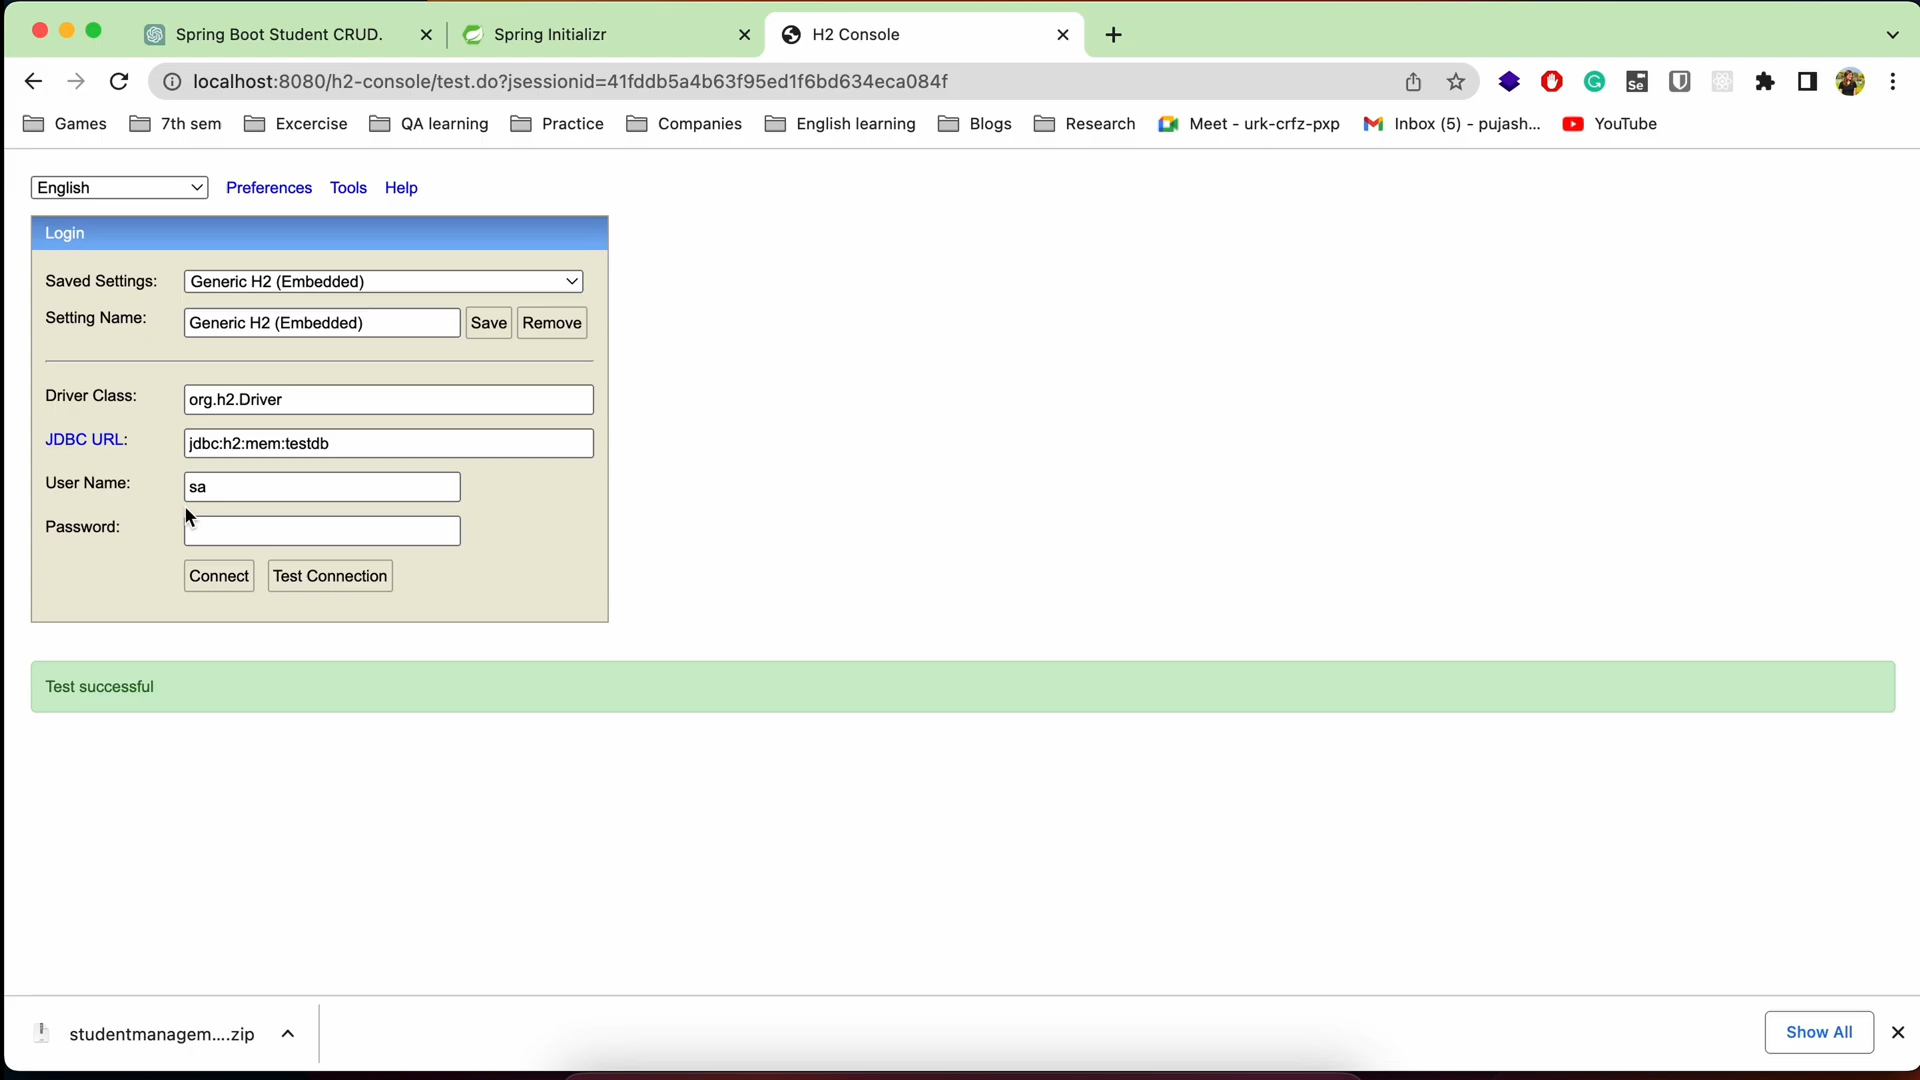 Spring Boot Student CRUD.
Spring Initializr
H2 Console
localhost:8080/h2-console/test.do?jsessionid=41fddb5a4b63f95ed1f6bd634eca084f
Se
Games
7th sem
Excercise
QA learning
Practice
Companies
English learning
Blogs
Research
Meet - urk-crfz-pxp
Inbox (5) - pujash...
YouTube
English
Preferences
Tools
Help
Login
Saved Settings:
Generic H2 (Embedded)
Setting Name:
Generic H2 (Embedded)
Save
Remove
Driver Class:
org.h2.Driver
JDBC URL:
jdbc:h2:mem:testdb
User Name:
sa
Password:
Connect
Test Connection
Test successful
studentmanagem....zip
Show All